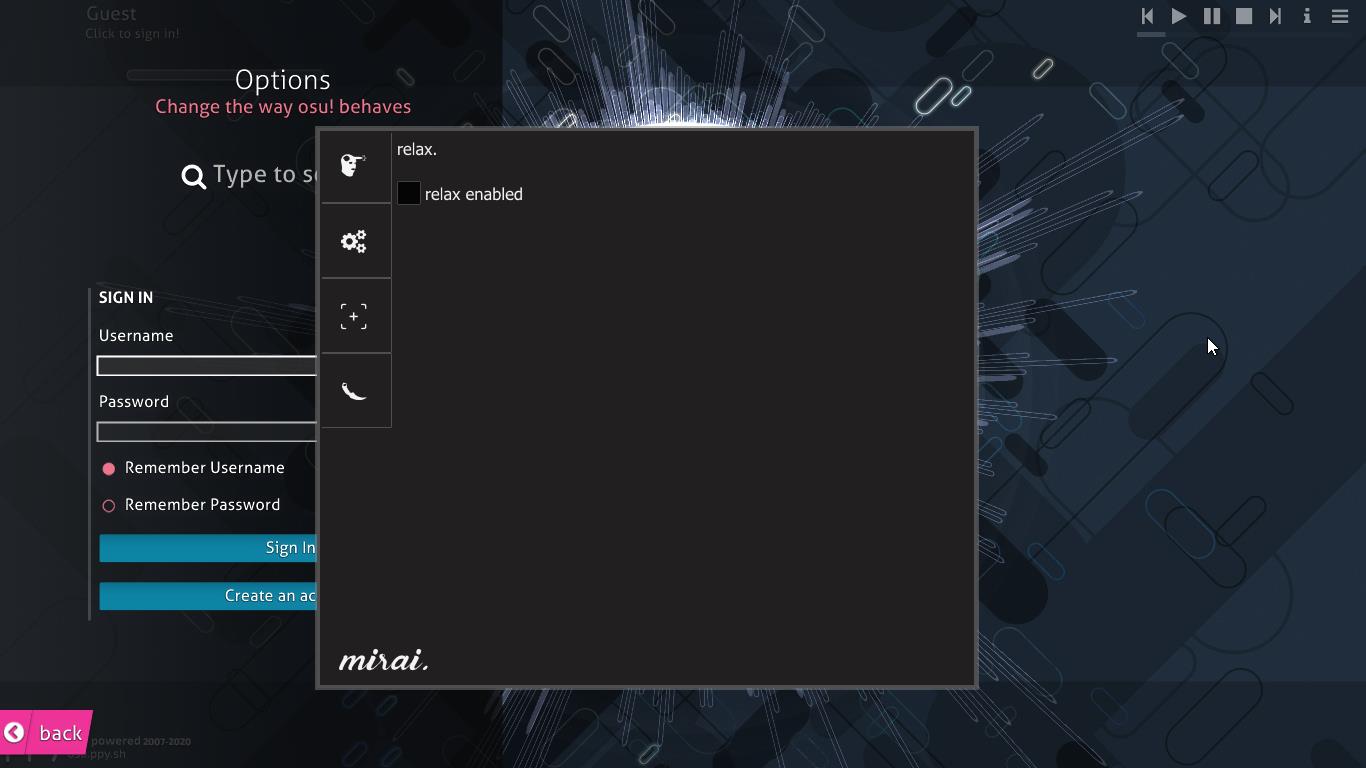 Guest
Click to sign in!
Options
Change the way osu! behaves
Type to s
relax.
relax enabled
SIGN IN
Username
Password
Remember Username
Remember Password
Sign In
Create an ac
mirai.
back
powered 2007-2020
ppy.sh